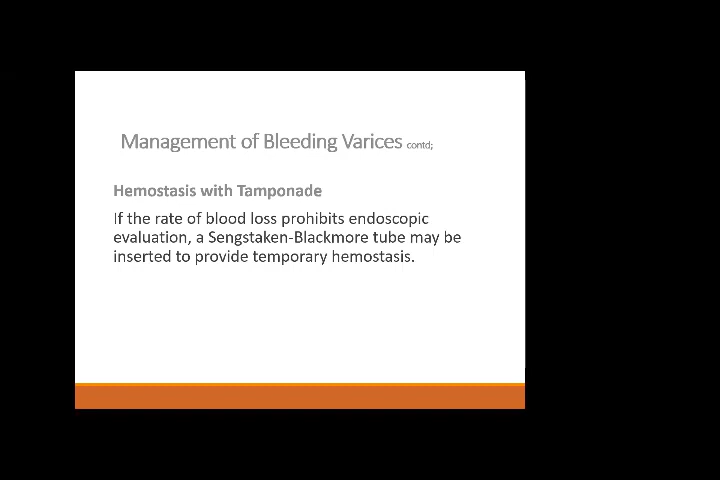 Management of Bleeding Varices contd;
Hemostasis with Tamponade
If the rate of blood loss prohibits endoscopic
evaluation, a Sengstaken-Blackmore tube may be
inserted to provide temporary hemostasis.